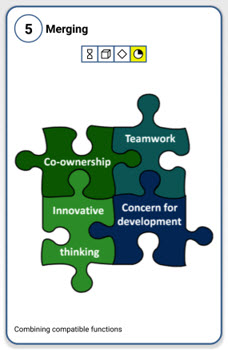 5 Merging
Teamwork
Co-ownership
Innovative
thinking
Concern for
development
Combining compatible functions